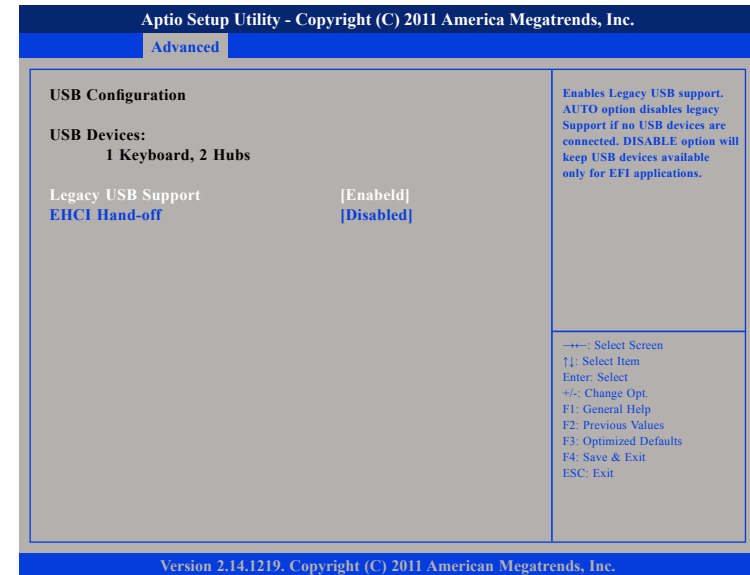 Aptio Setup Utility - Copyright (C) 2011 America Megatrends, Inc.
Advanced
USB Configuration
USB Devices:
1 Keyboard, 2 Hubs
Legacy USB Support [Enabeld]
EHCI Hand-off [Disabled]
Enables Legacy USB support.
AUTO option disables legacy
Support if no USB devices are
connected. DISABLE option will
keep USB devices available
only for EFI applications.
→←: Select Screen
↑↓: Select Item
Enter: Select
+/-: Change Opt.
F1: General Help
F2: Previous Values
F3: Optimized Defaults
F4: Save & Exit
ESC: Exit
Version 2.14.1219. Copyright (C) 2011 American Megatrends, Inc.